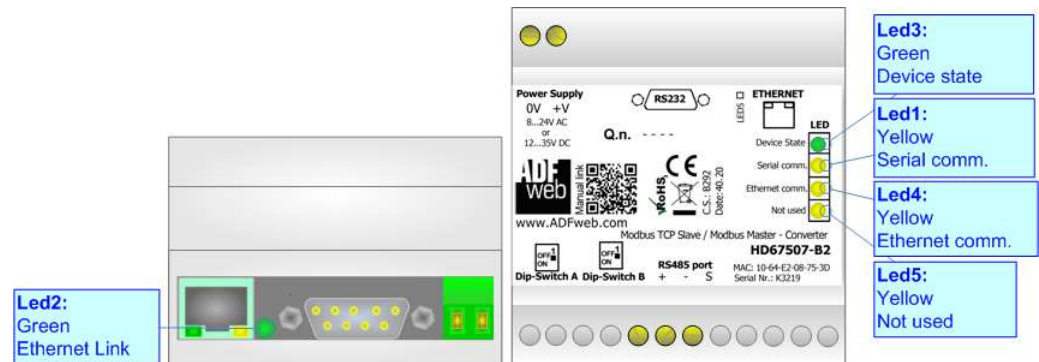 Led2:
Green
Ethernet Link
Power Supply
0V +V
8...24V AC
or
12...35V DC
RS232
LEDS
ETHERNET
LED
Q.n. - - - -
Device State
Serial comm.
Ethernet comm.
Not used
ADF
web
Manual link
RoHS
CE
C.S.: B292
Date:40.20
www.ADFweb.com
Modbus TCP Slave / Modbus Master - Converter
HD67507-B2
OFF 1
ON
OFF 1
ON
Dip-Switch A Dip-Switch B
RS485 port
+ - S
MAC: 10-64-E2-08-75-3D
Serial Nr.: K3219
Led3:
Green
Device state
Led1:
Yellow
Serial comm.
Led4:
Yellow
Ethernet comm.
Led5:
Yellow
Not used